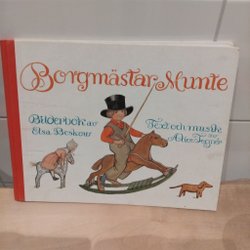 Borgmästar Munte
Bilderbok av
Elsa Beskow
Text och musik
av
Alice Tegnér